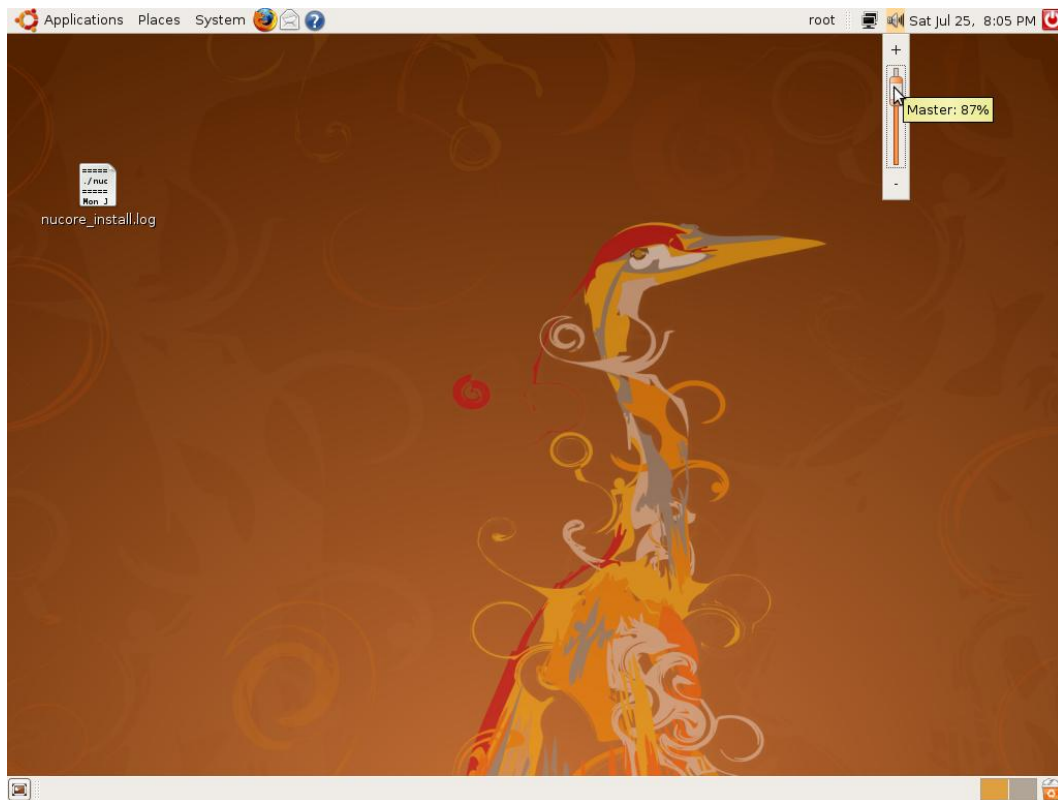 Applications Places System ? root Sat Jul 25, 8:05 PM
+
Master: 87%
-
=====
./nuc
=====
Mon J
nucore_install.log